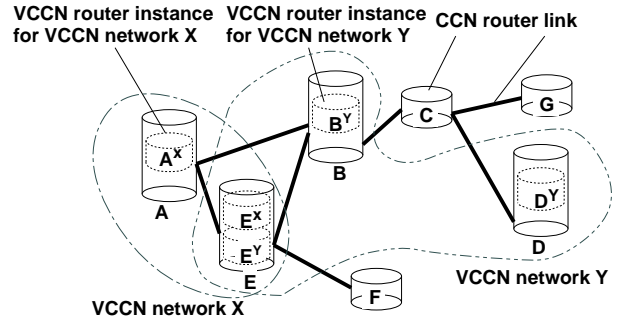 VCCN router instance
for VCCN network X
VCCN router instance
for VCCN network Y
CCN router link
G
C
B^Y
A^X
B
D^Y
A
E^X
E^Y
D
E
F
VCCN network Y
VCCN network X